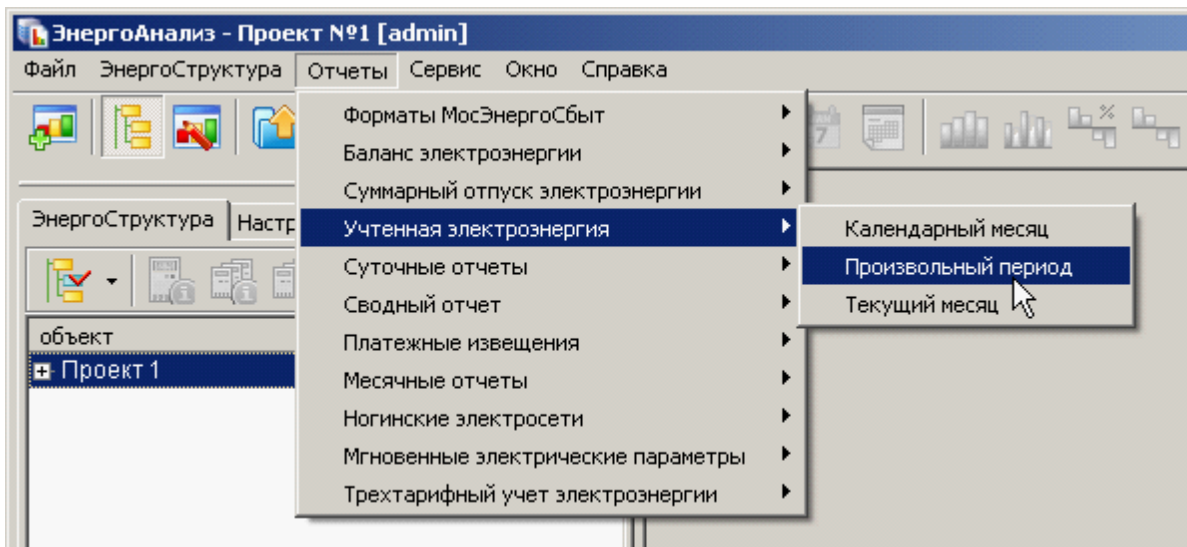 ЭнергоАнализ - Проект №1 [admin]
Файл ЭнергоСтруктура Отчеты Сервис Окно Справка
Форматы МосЭнергоСбыт
7
%
Баланс электроэнергии
Суммарный отпуск электроэнергии
ЭнергоСтруктура Настр
Учтенная электроэнергия
Календарный месяц
Суточные отчеты
Произвольный период
Сводный отчет
Текущий месяц
объект
Платежные извещения
Проект 1
Месячные отчеты
Ногинские электросети
Мгновенные электрические параметры
Трехтарифный учет электроэнергии